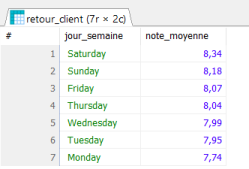 retour_client (7r × 2c)
# jour_semaine note_moyenne
1 Saturday 8,34
2 Sunday 8,18
3 Friday 8,07
4 Thursday 8,04
5 Wednesday 7,99
6 Tuesday 7,95
7 Monday 7,74